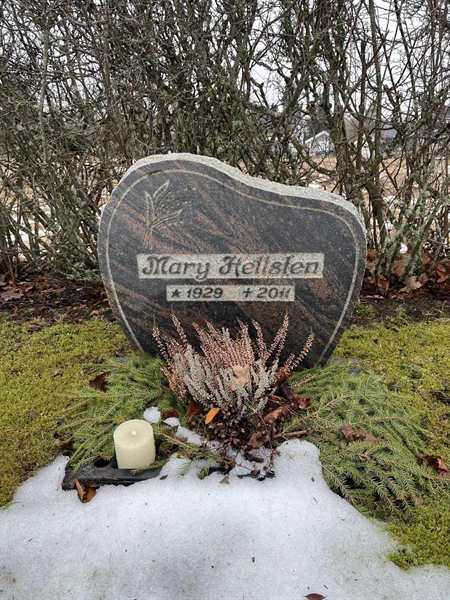 Mary Hellsten
★ 1929 ✝ 2011